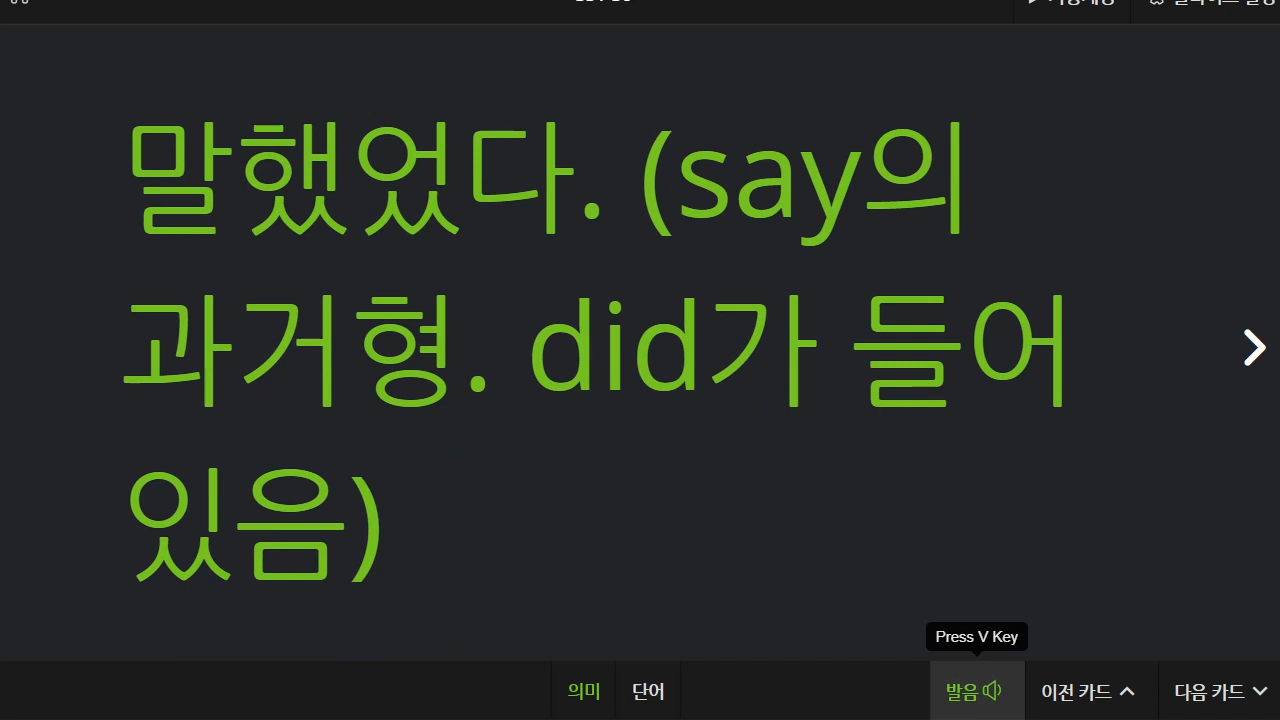 말했었다. (say의
과거형. did가 들어
있음)
Press V Key
의미 단어 발음 이전 카드 다음 카드